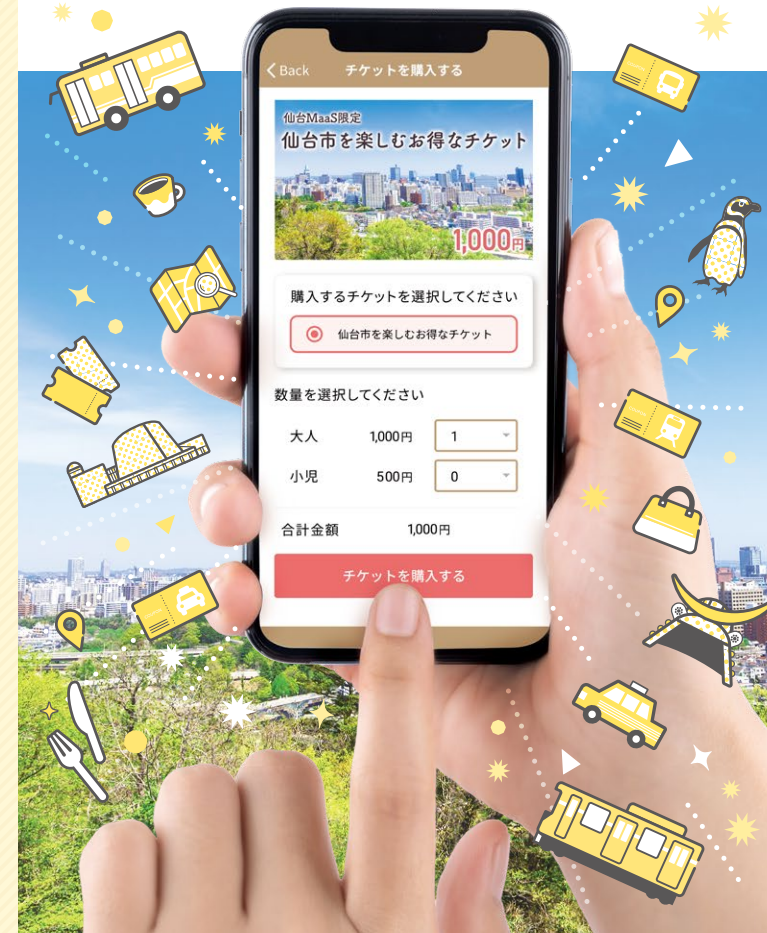 Back チケットを購入する
仙台MaaS限定
仙台市を楽しむお得なチケット
1,000円
購入するチケットを選択してください
仙台市を楽しむお得なチケット
数量を選択してください
大人 1,000円 1
小児 500円 0
合計金額 1,000円
チケットを購入する